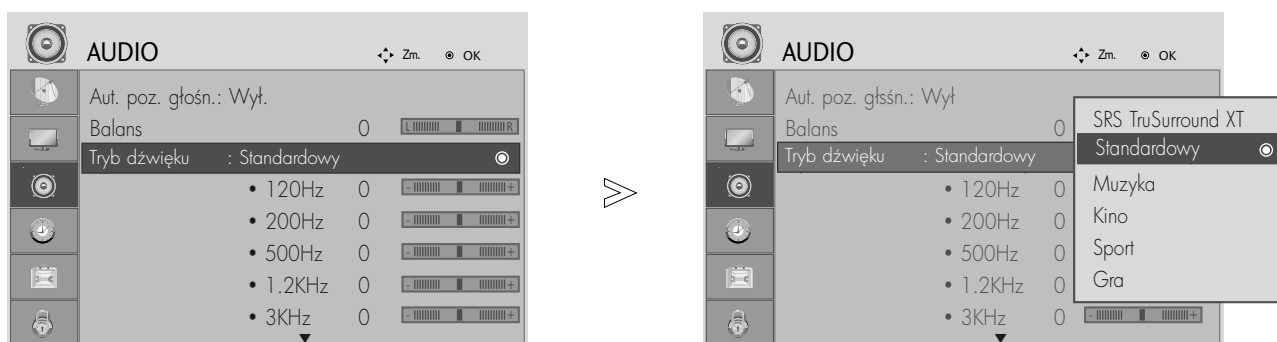 AUDIO
Zm. OK
Aut. poz. głośn.: Wył.
Balans 0 L R
Tryb dźwięku : Standardowy
• 120Hz 0 - +
• 200Hz 0 - +
• 500Hz 0 - +
• 1.2KHz 0 - +
• 3KHz 0 - +
AUDIO
Zm. OK
Aut. poz. głsśn.: Wył
Balans 0
Tryb dźwięku : Standardowy
• 120Hz 0
• 200Hz 0
• 500Hz 0
• 1.2KHz 0
• 3KHz 0 - +
SRS TruSurround XT
Standardowy
Muzyka
Kino
Sport
Gra